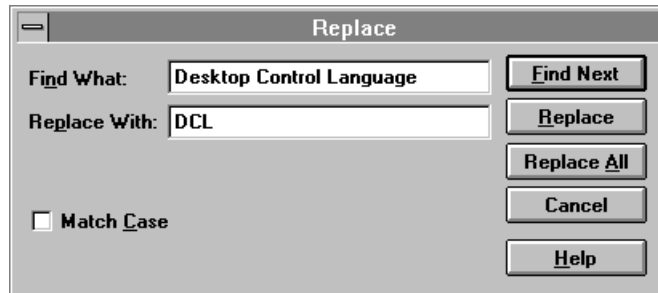 Replace
Find What: Desktop Control Language
Replace With: DCL
Match Case
Find Next
Replace
Replace All
Cancel
Help